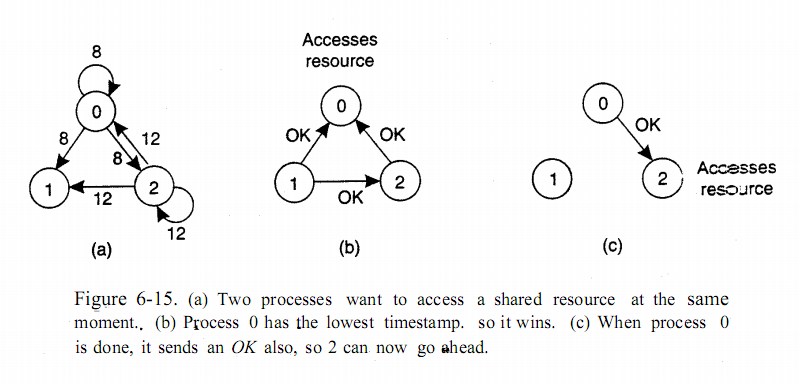 Accesses
resource
8
0
8
8
12
1
2
12
12
(a)
0
OK
OK
1
2
OK
(b)
0
OK
1
2
Accesses
resource
(c)
Figure 6-15. (a) Two processes want to access a shared resource at the same
moment.. (b) Process 0 has the lowest timestamp. so it wins. (c) When process 0
is done, it sends an OK also, so 2 can now go ahead.